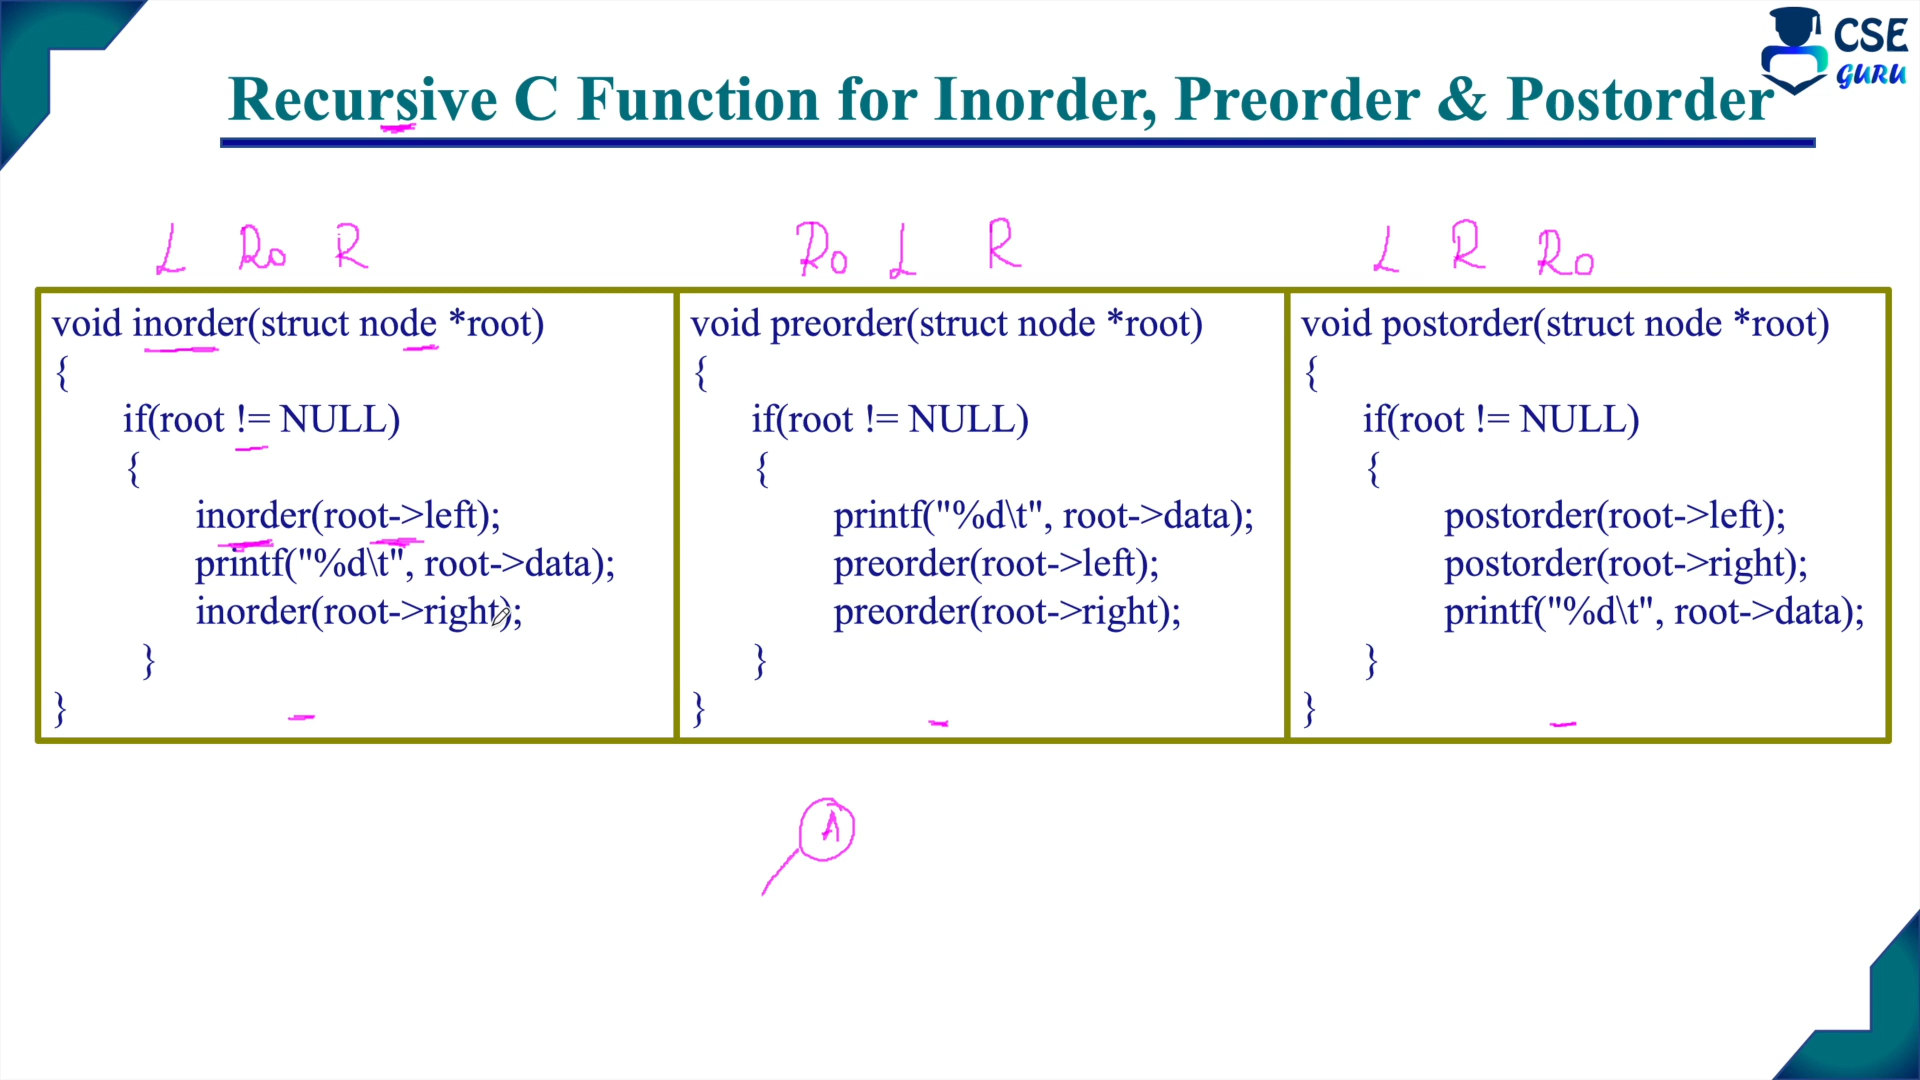 CSE
GURU
Recursive C Function for Inorder, Preorder & Postorder
L Ro R
Ro L R
L R Ro
void inorder(struct node *root)
{
if(root != NULL)
{
inorder(root->left);
printf("%d\t", root->data);
inorder(root->right);
}
}
void preorder(struct node *root)
{
if(root != NULL)
{
printf("%d\t", root->data);
preorder(root->left);
preorder(root->right);
}
}
void postorder(struct node *root)
{
if(root != NULL)
{
postorder(root->left);
postorder(root->right);
printf("%d\t", root->data);
}
}
A